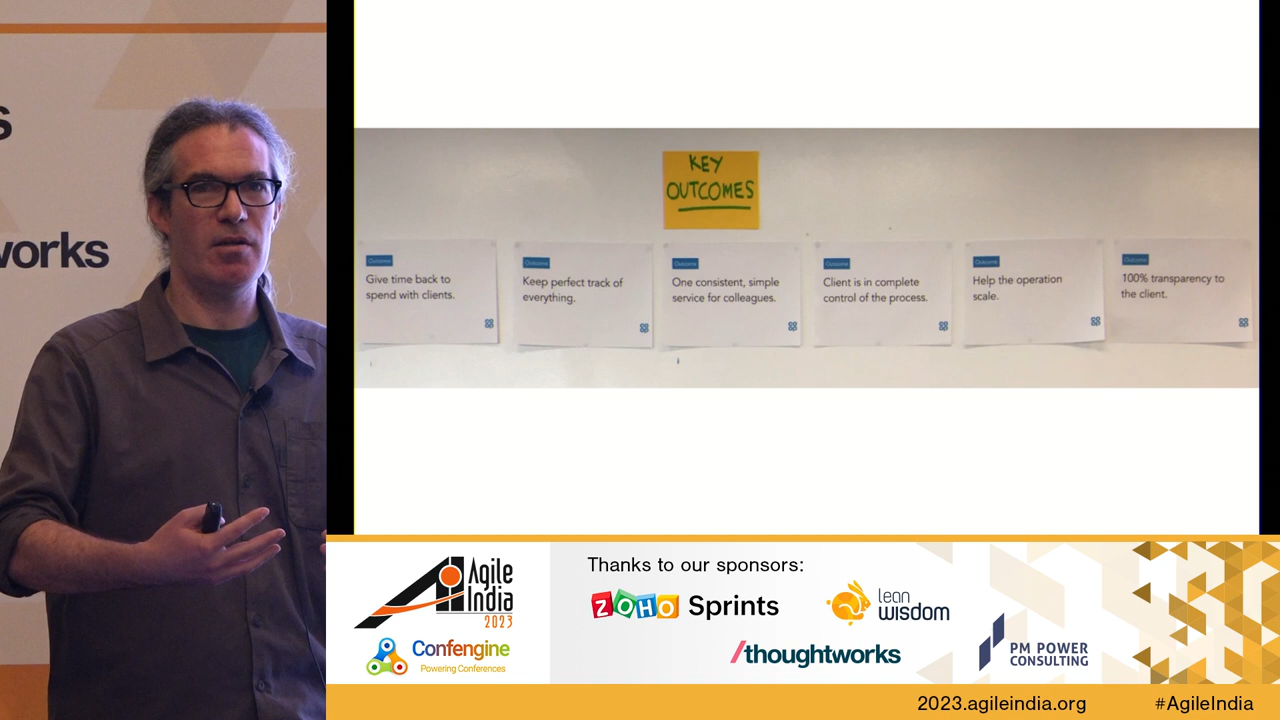 s
works
KEY
OUTCOMES
Outcome
Give time back to
spend with clients.
Outcome
Keep perfect track of
everything.
Outcome
One consistent, simple
service for colleagues.
Outcome
Client is in complete
control of the process.
Outcome
Help the operation
scale.
Outcome
100% transparency to
the client.
Agile
India
2023
Confengine
Powering Conferences
Thanks to our sponsors:
ZOHO Sprints
lean
wisdom
/thoughtworks
PM POWER
CONSULTING
2023.agileindia.org #AgileIndia